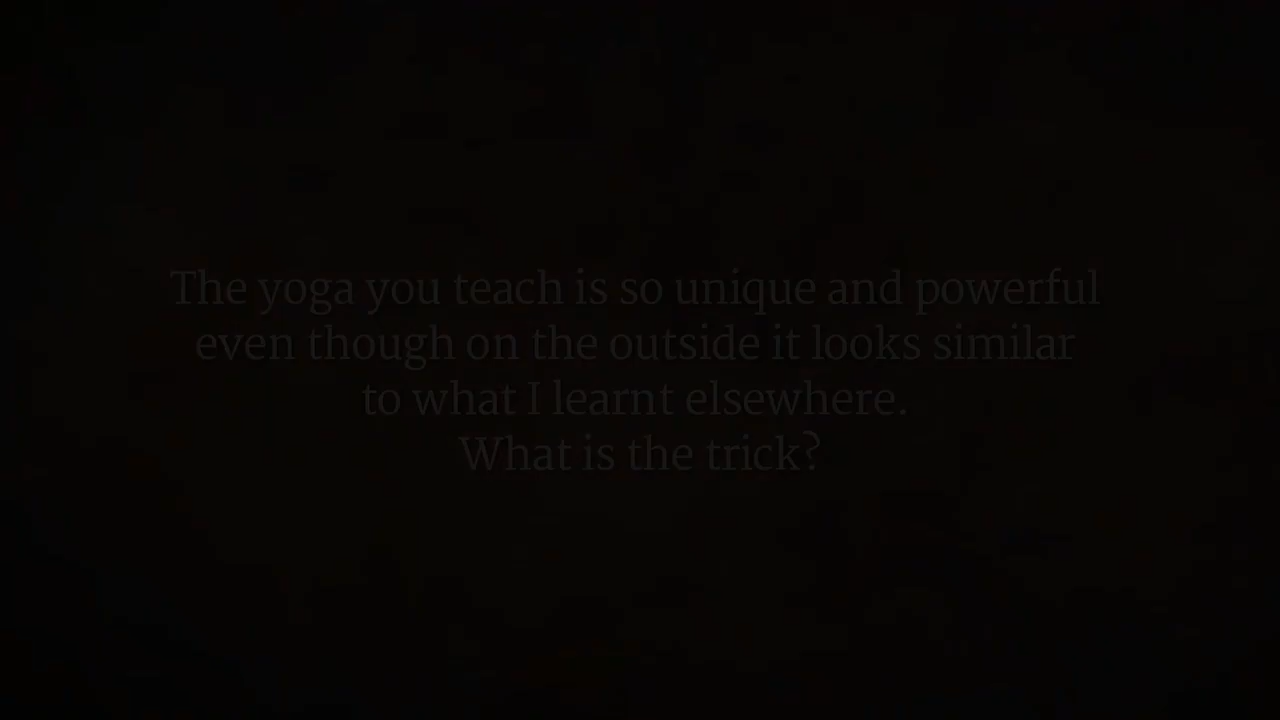 The yoga you teach is so unique and powerful
even though on the outside it looks similar
to what I learnt elsewhere.
What is the trick?